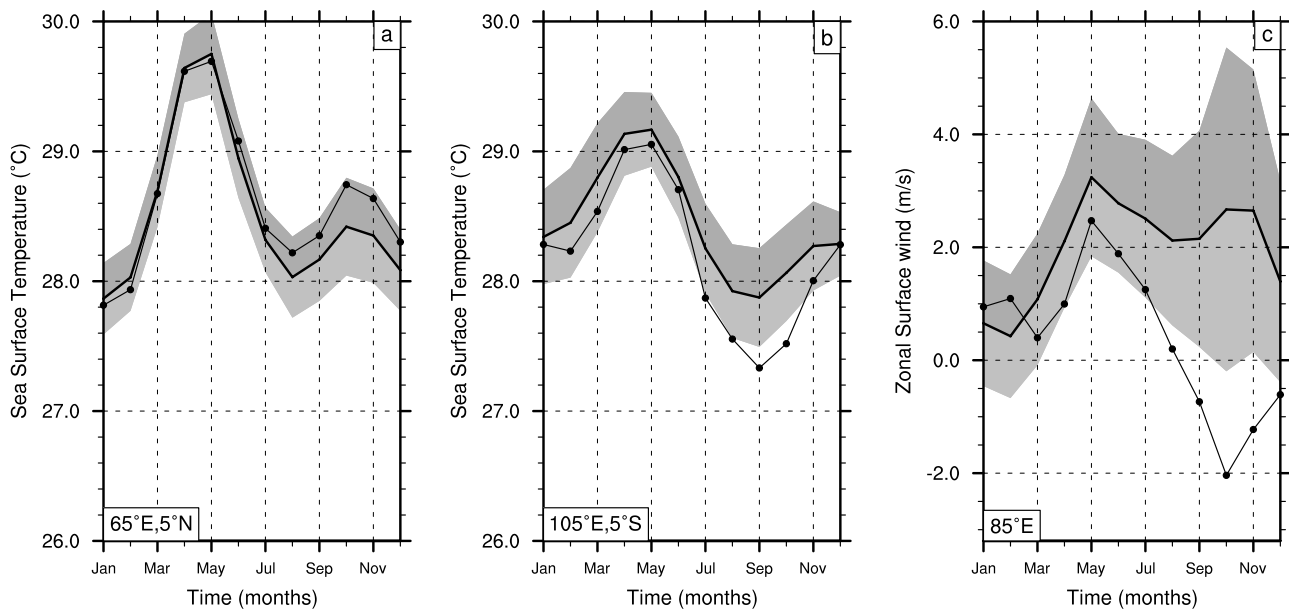 a
30.0
29.0
28.0
27.0
26.0
Sea Surface Temperature (°C)
65°E,5°N
Jan Mar May Jul Sep Nov
Time (months)
b
30.0
29.0
28.0
27.0
26.0
Sea Surface Temperature (°C)
105°E,5°S
Jan Mar May Jul Sep Nov
Time (months)
c
6.0
4.0
2.0
0.0
-2.0
Zonal Surface wind (m/s)
85°E
Jan Mar May Jul Sep Nov
Time (months)